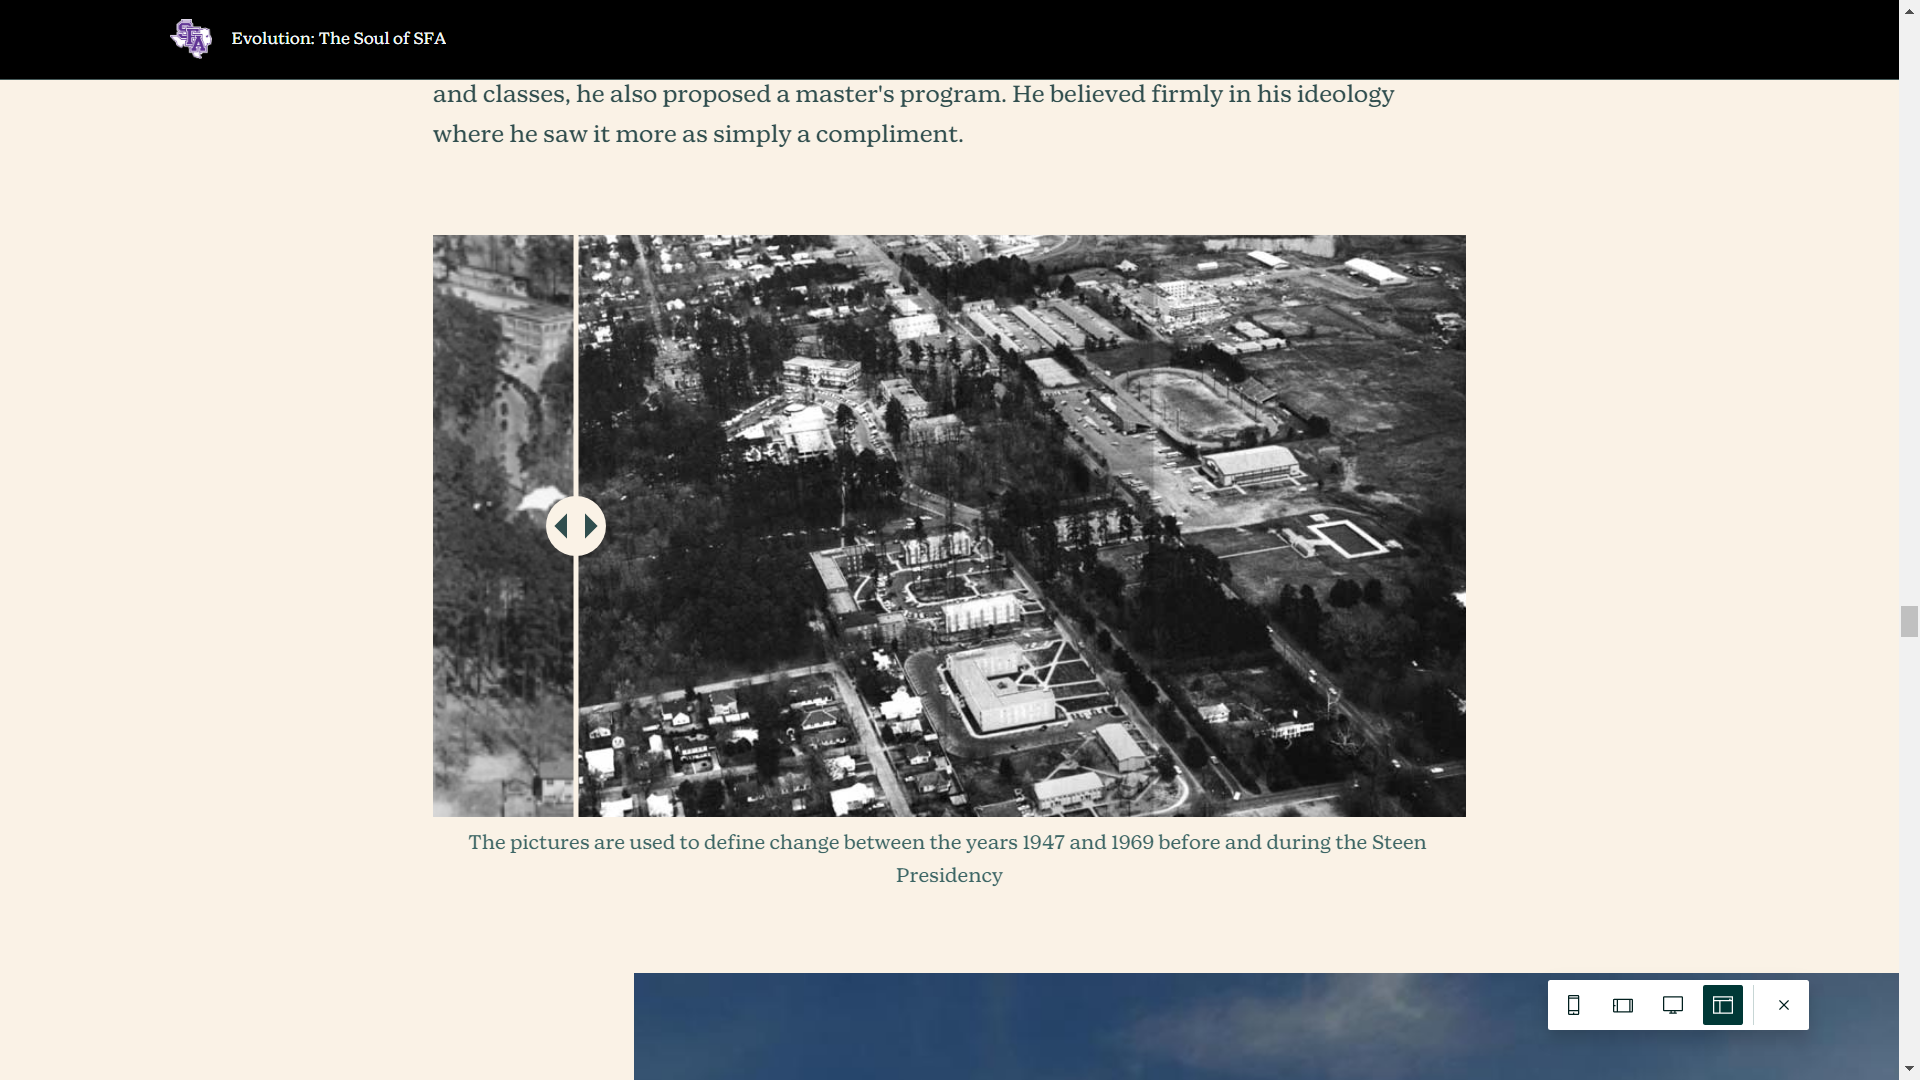 SFA
Evolution: The Soul of SFA
and classes, he also proposed a master's program. He believed firmly in his ideology
where he saw it more as simply a compliment.
The pictures are used to define change between the years 1947 and 1969 before and during the Steen
Presidency